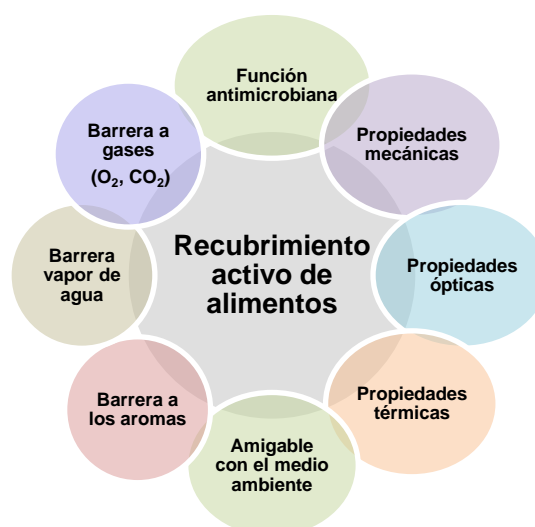 Función
antimicrobiana
Propiedades
mecánicas
Propiedades
ópticas
Propiedades
térmicas
Amigable
con el medio
ambiente
Barrera a
los aromas
Barrera
vapor de
agua
Barrera a
gases
(O₂, CO₂)
Recubrimiento
activo de
alimentos